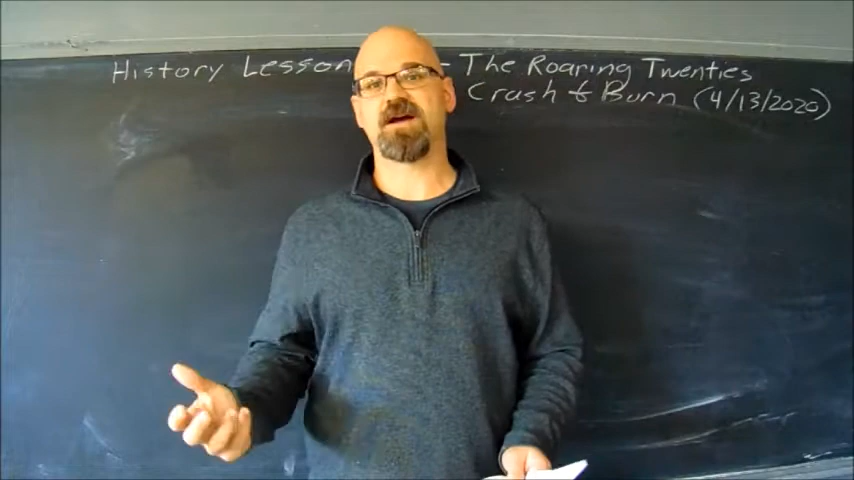 History Lesson - The Roaring Twenties
Crash & Burn (4/13/2020)